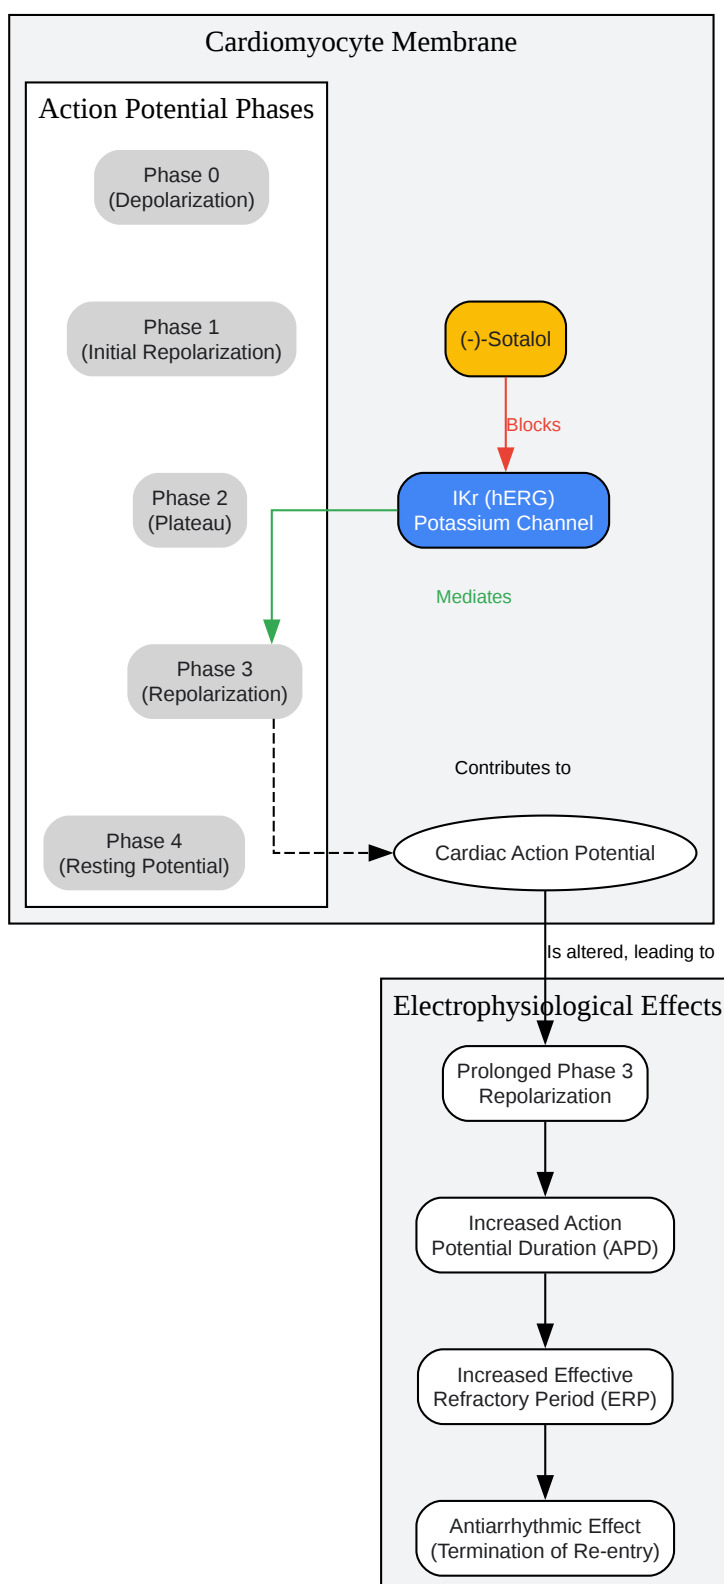 Cardiomyocyte Membrane
Action Potential Phases
Phase 0
(Depolarization)
Phase 1
(Initial Repolarization)
(-)-Sotalol
Blocks
Phase 2
(Plateau)
IKr (hERG)
Potassium Channel
Mediates
Phase 3
(Repolarization)
Contributes to
Phase 4
(Resting Potential)
Cardiac Action Potential
Is altered, leading to
Electrophysiological Effects
Prolonged Phase 3
Repolarization
Increased Action
Potential Duration (APD)
Increased Effective
Refractory Period (ERP)
Antiarrhythmic Effect
(Termination of Re-entry)